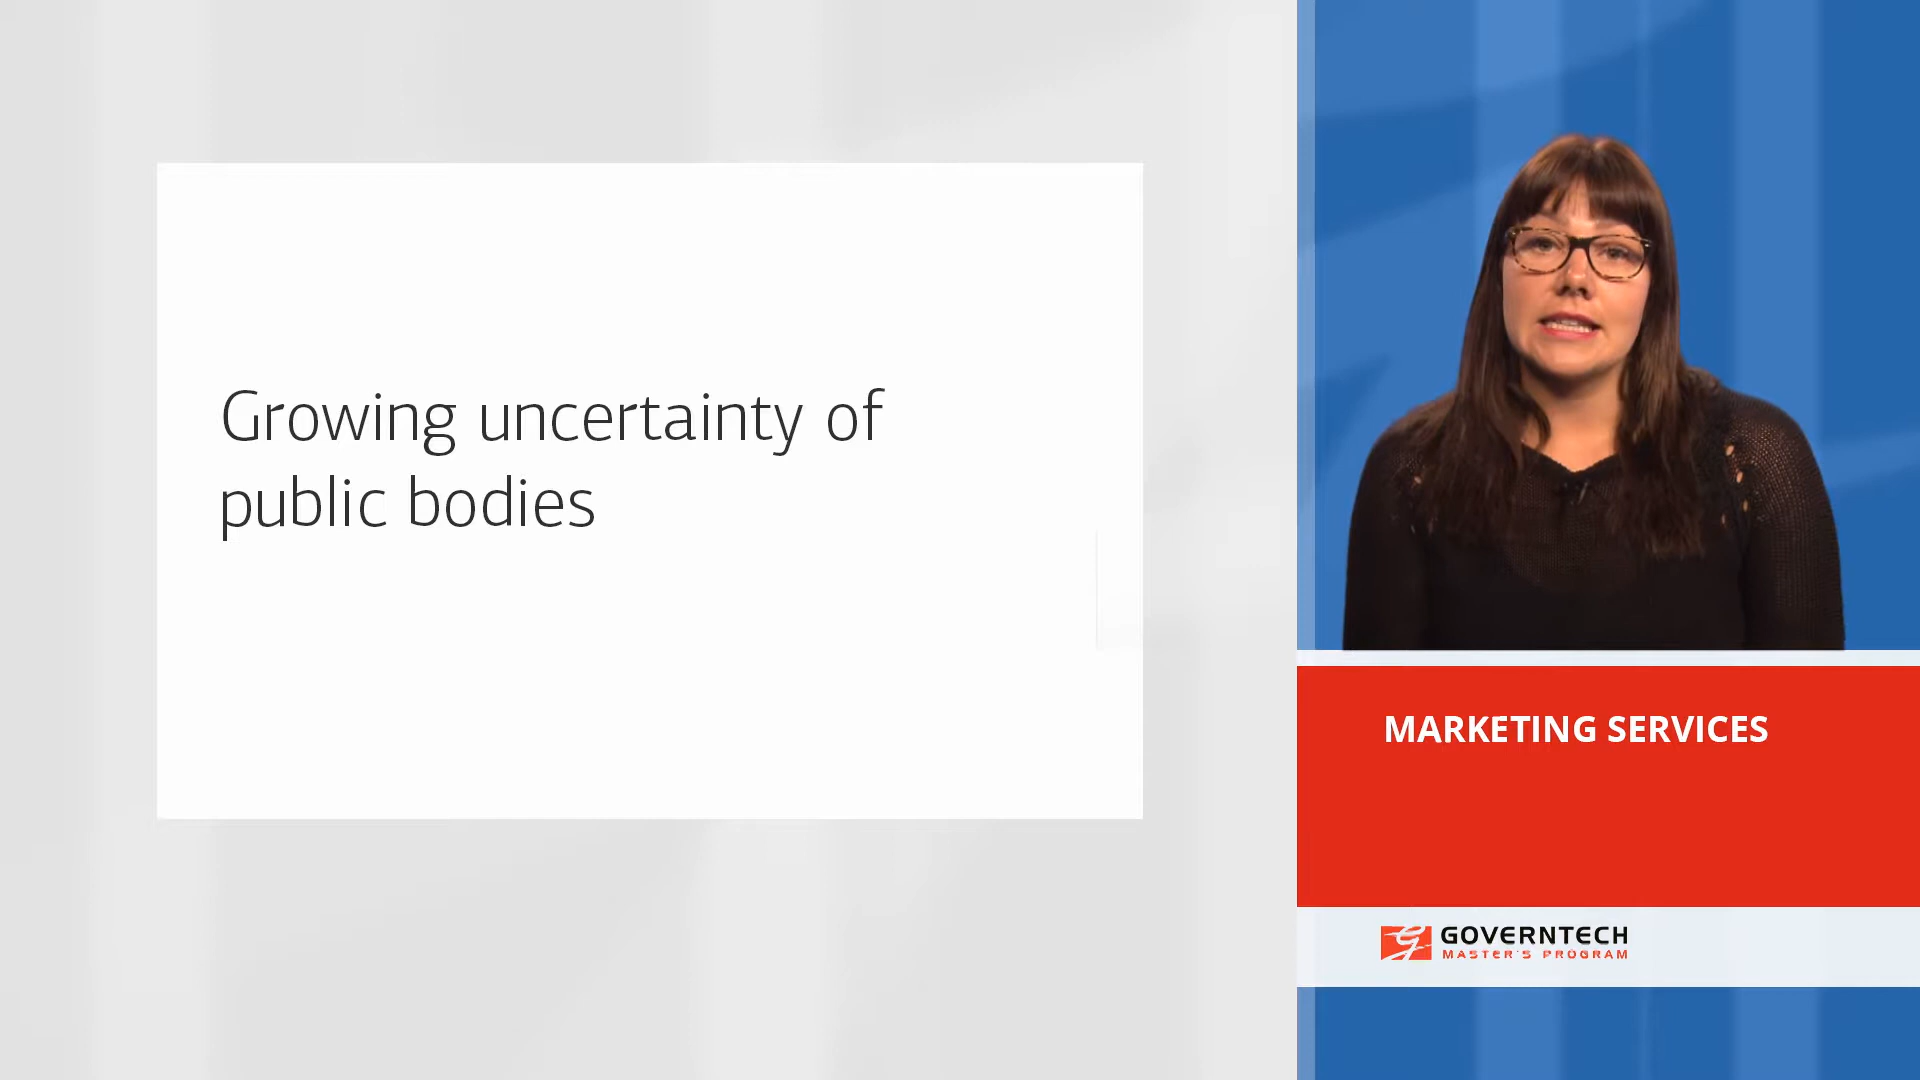 Growing uncertainty of
public bodies
MARKETING SERVICES
GOVERNTECH
MASTER'S PROGRAM